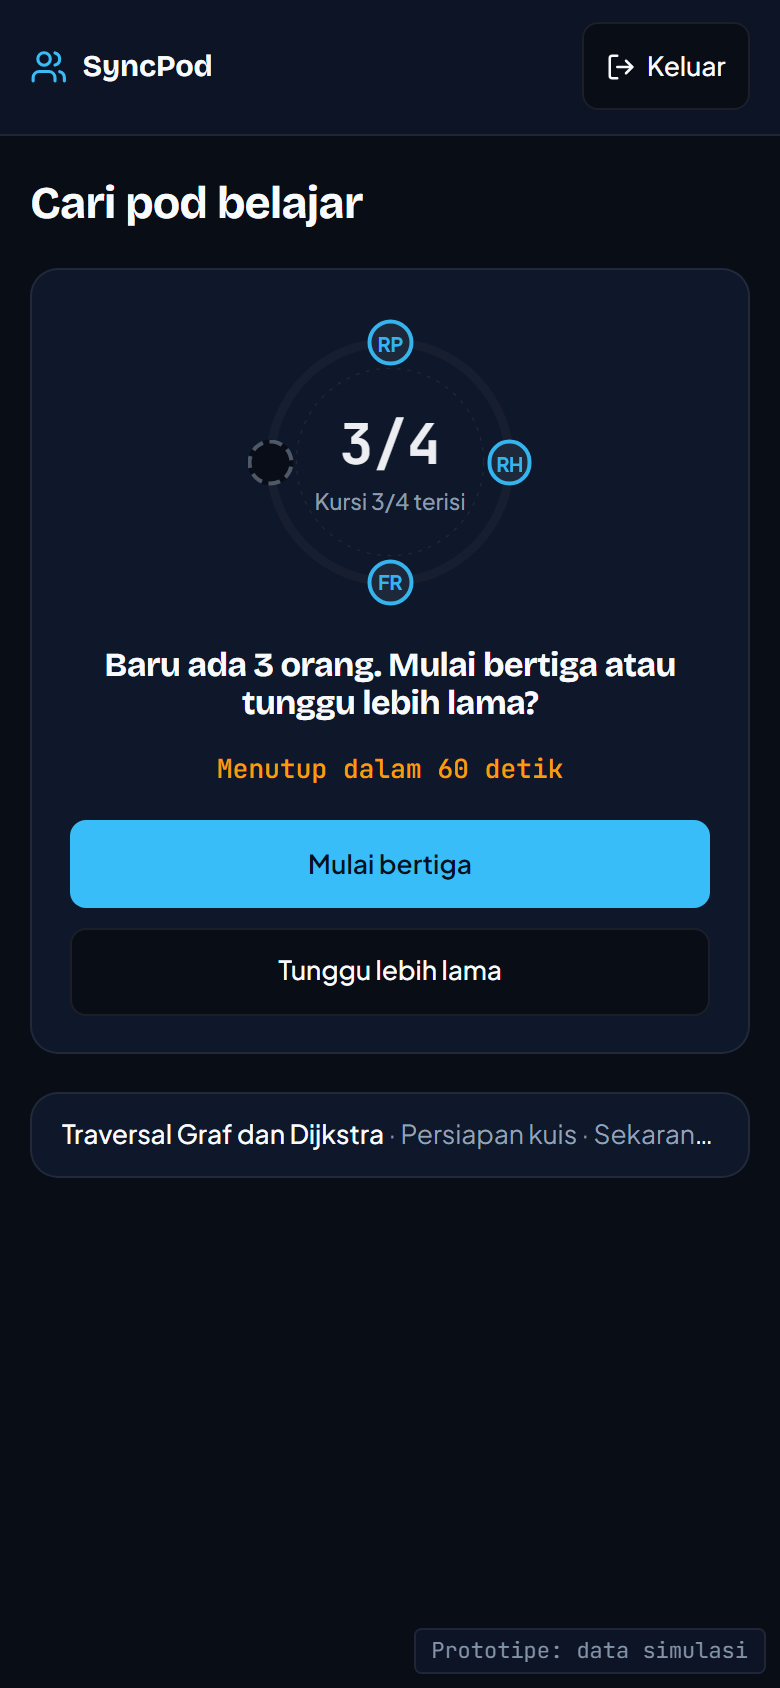 SyncPod
Keluar
Cari pod belajar
RP
3/4
RH
Kursi 3/4 terisi
FR
Baru ada 3 orang. Mulai bertiga atau
tunggu lebih lama?
Menutup dalam 60 detik
Mulai bertiga
Tunggu lebih lama
Traversal Graf dan Dijkstra · Persiapan kuis · Sekaran...
Prototipe: data simulasi